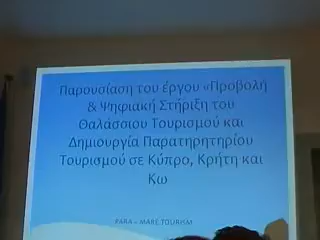 Παρουσίαση του έργου «Προβολή
& Ψηφιακή Στήριξη του
Θαλάσσιου Τουρισμού και
Δημιουργία Παρατηρητηρίου
Τουρισμού σε Κύπρο, Κρήτη και
Κω
PARA – MARE TOURISM